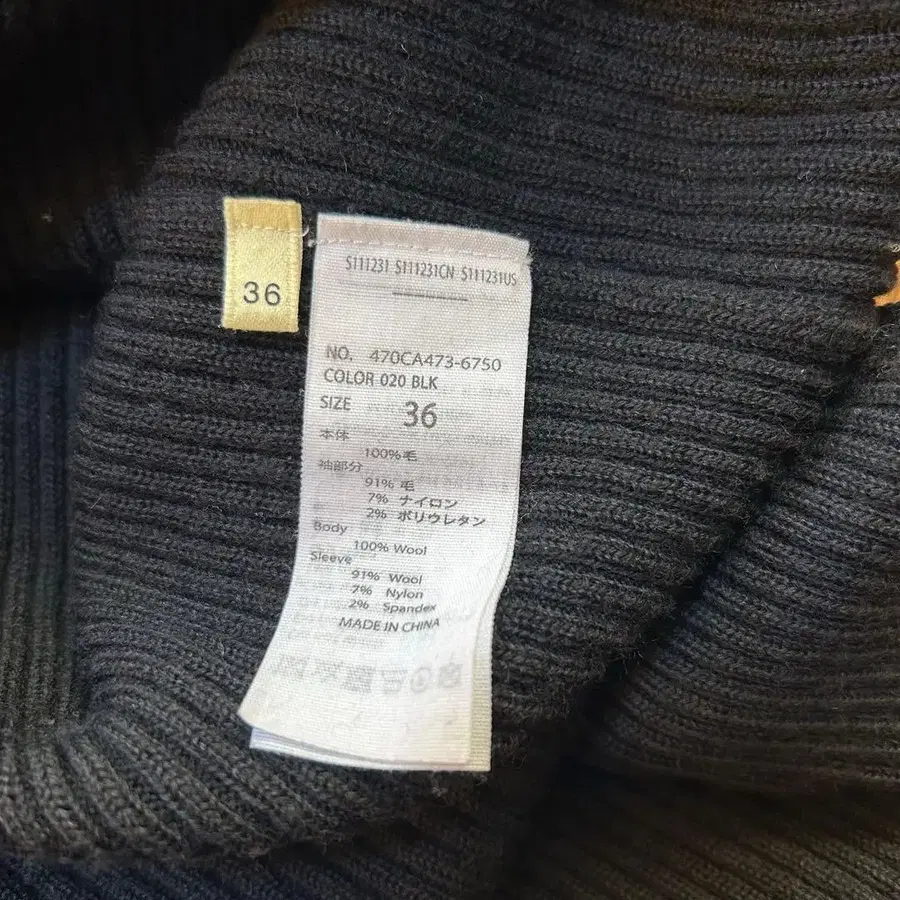 36
S111231 S111231CN S111231US
NO. 470CA473-6750
COLOR 020 BLK
SIZE 36
本体
100%毛
袖部分
91% 毛
7% ナイロン
2% ポリウレタン
Body
100% Wool
Sleeve
91% Wool
7% Nylon
2% Spandex
MADE IN CHINA